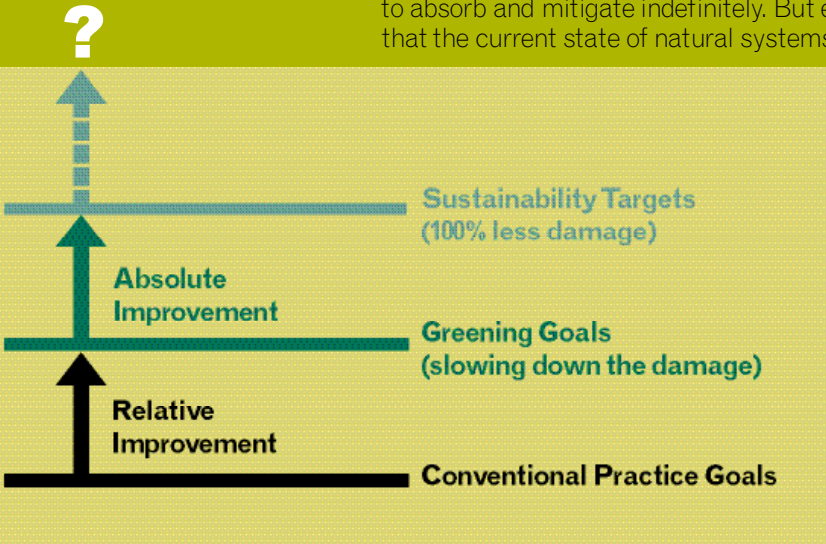 to absorb and mitigate indefinitely. But
that the current state of natural systems
?
Sustainability Targets
(100% less damage)
Absolute
Improvement
Greening Goals
(slowing down the damage)
Relative
Improvement
Conventional Practice Goals